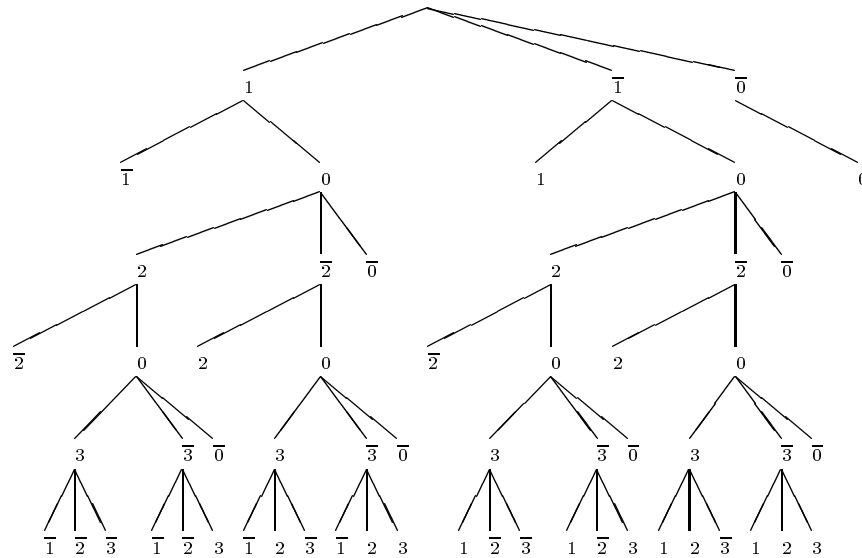 1 1̅ 0̅
1̅ 0 1 0 0
2 2̅ 0̅ 2 2̅ 0̅
2̅ 0 2 0 2̅ 0 2 0
3 3̅ 0̅ 3 3̅ 0̅ 3 3̅ 0̅ 3 3̅ 0̅
1̅ 2̅ 3̅ 1̅ 2̅ 3 1̅ 2 3̅ 1̅ 2 3 1 2̅ 3̅ 1 2̅ 3 1 2 3̅ 1 2 3